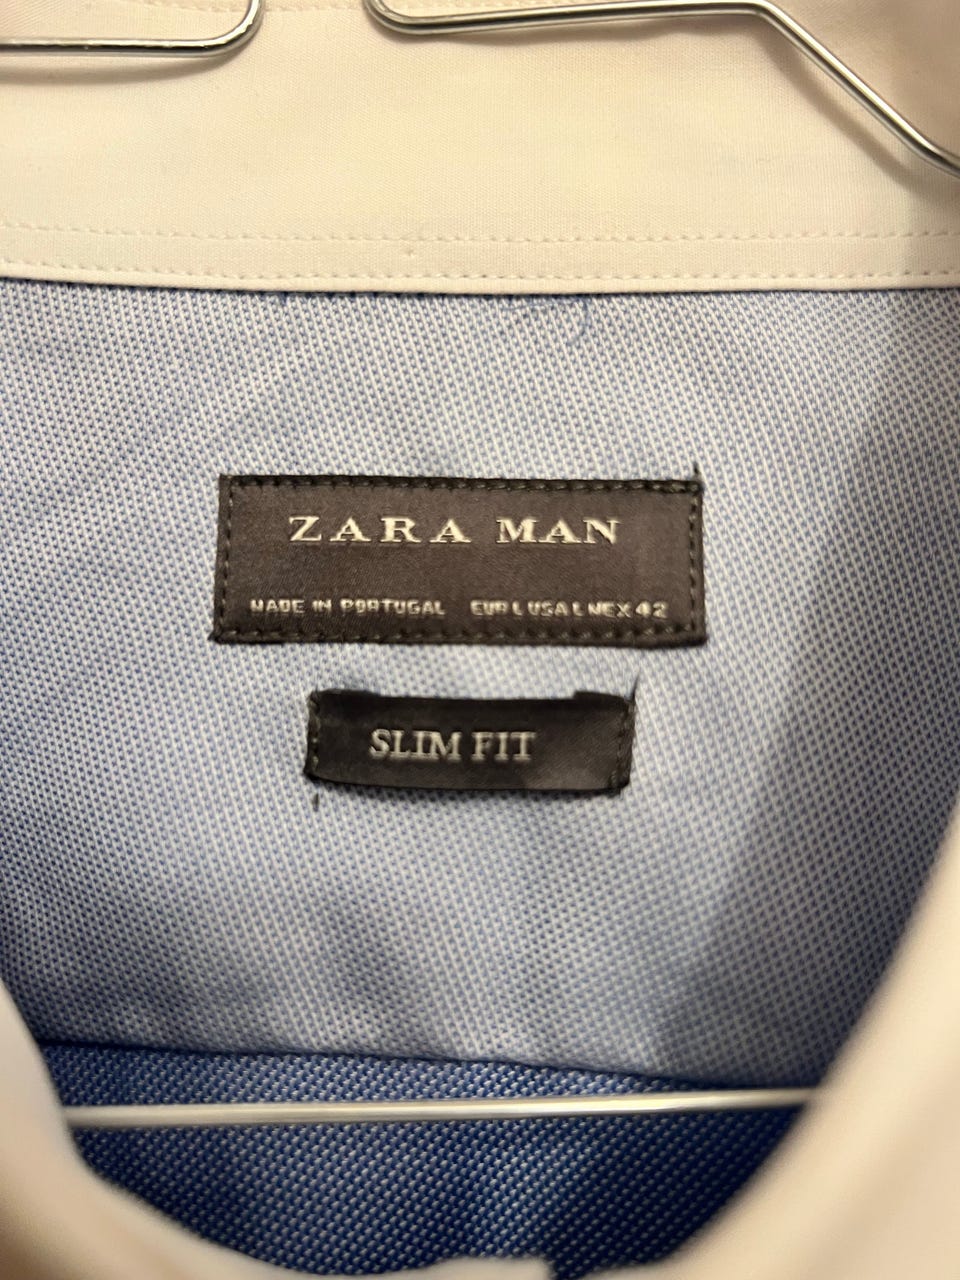 ZARA MAN
MADE IN PORTUGAL EUR L USA L MEX 42
SLIM FIT